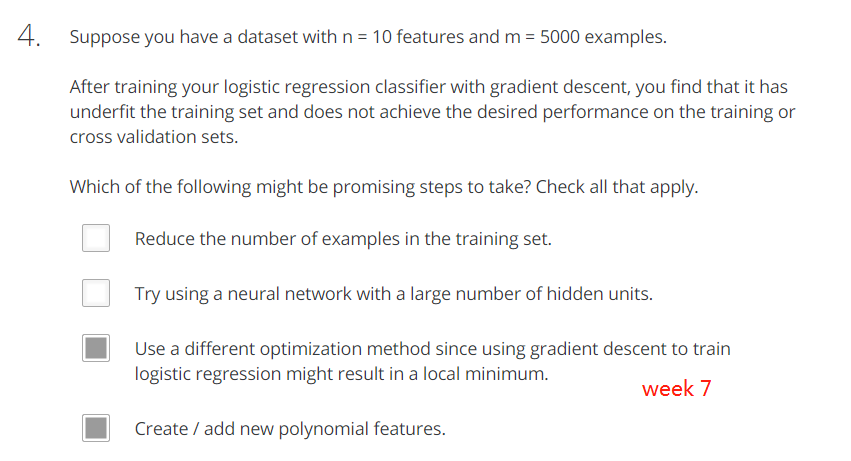 4. Suppose you have a dataset with n = 10 features and m = 5000 examples.
After training your logistic regression classifier with gradient descent, you find that it has
underfit the training set and does not achieve the desired performance on the training or
cross validation sets.
Which of the following might be promising steps to take? Check all that apply.
Reduce the number of examples in the training set.
Try using a neural network with a large number of hidden units.
Use a different optimization method since using gradient descent to train
logistic regression might result in a local minimum.
week 7
Create / add new polynomial features.